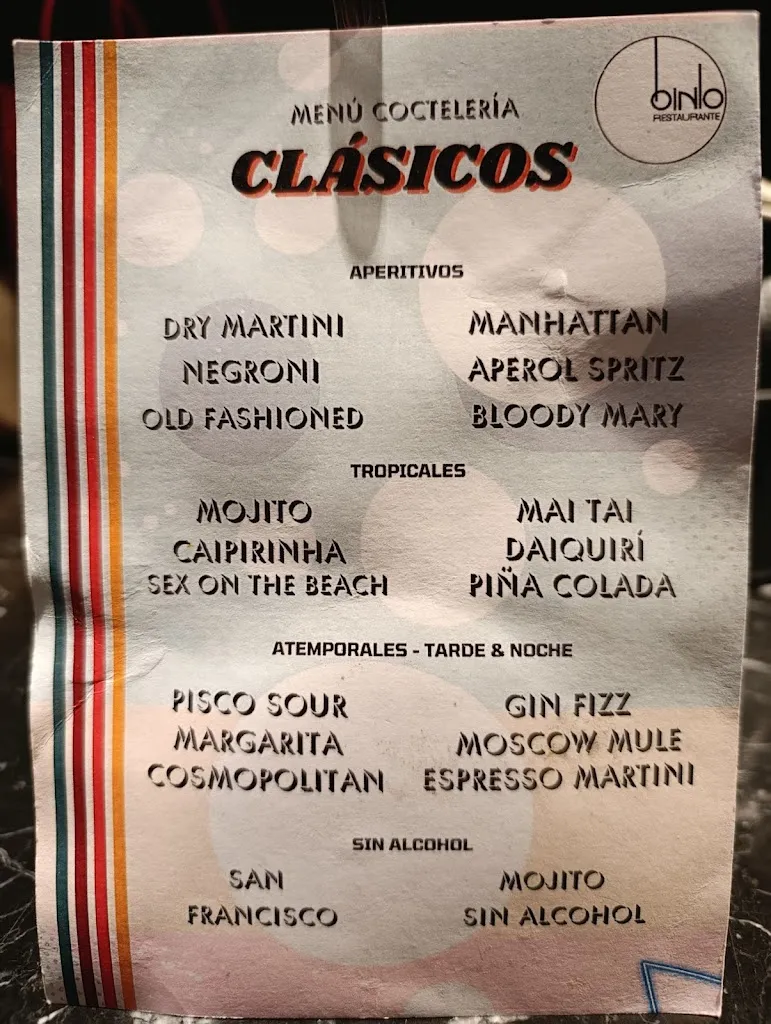 binlo
RESTAURANTE
MENÚ COCTELERÍA
CLÁSICOS
APERITIVOS
DRY MARTINI
MANHATTAN
NEGRONI
APEROL SPRITZ
OLD FASHIONED
BLOODY MARY
TROPICALES
MOJITO
MAI TAI
CAIPIRINHA
DAIQUIRÍ
SEX ON THE BEACH
PIÑA COLADA
ATEMPORALES - TARDE & NOCHE
PISCO SOUR
GIN FIZZ
MARGARITA
MOSCOW MULE
COSMOPOLITAN
ESPRESSO MARTINI
SIN ALCOHOL
SAN
FRANCISCO
MOJITO
SIN ALCOHOL